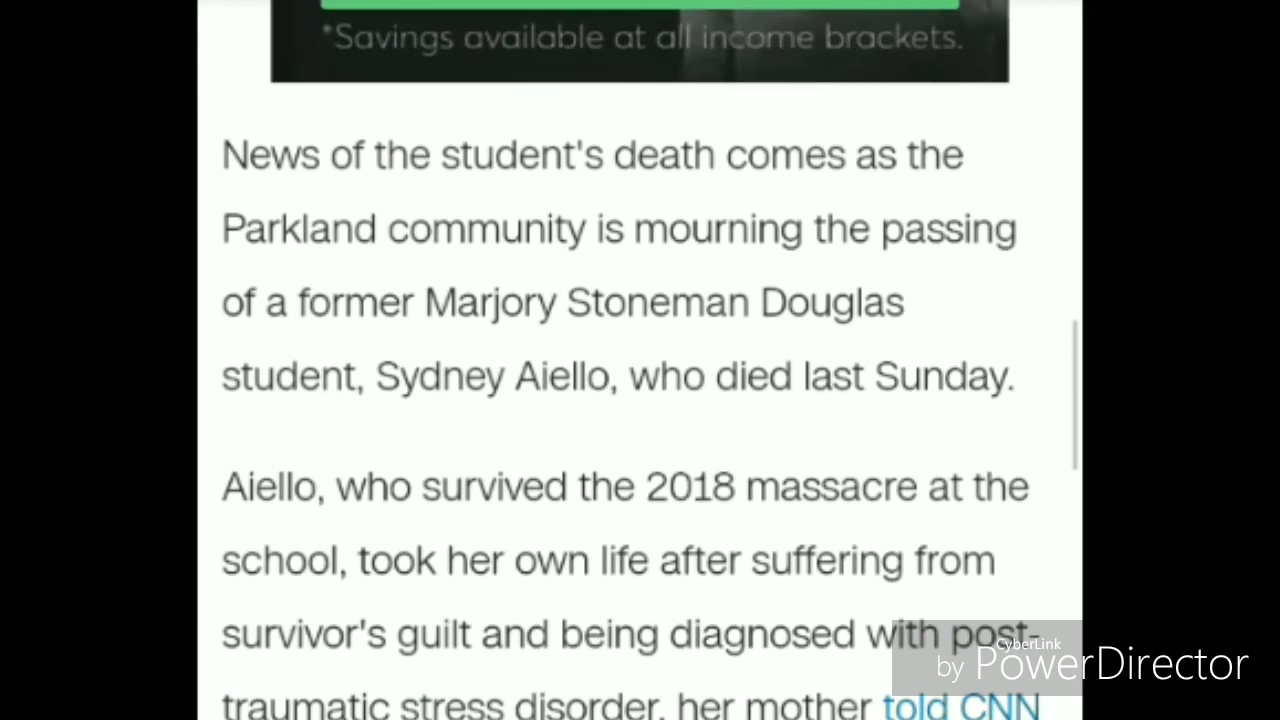 *Savings available at all income brackets.
News of the student's death comes as the
Parkland community is mourning the passing
of a former Marjory Stoneman Douglas
student, Sydney Aiello, who died last Sunday.
Aiello, who survived the 2018 massacre at the
school, took her own life after suffering from
survivor's guilt and being diagnosed with post-
traumatic stress disorder, her mother told CNN
CyberLink
by PowerDirector